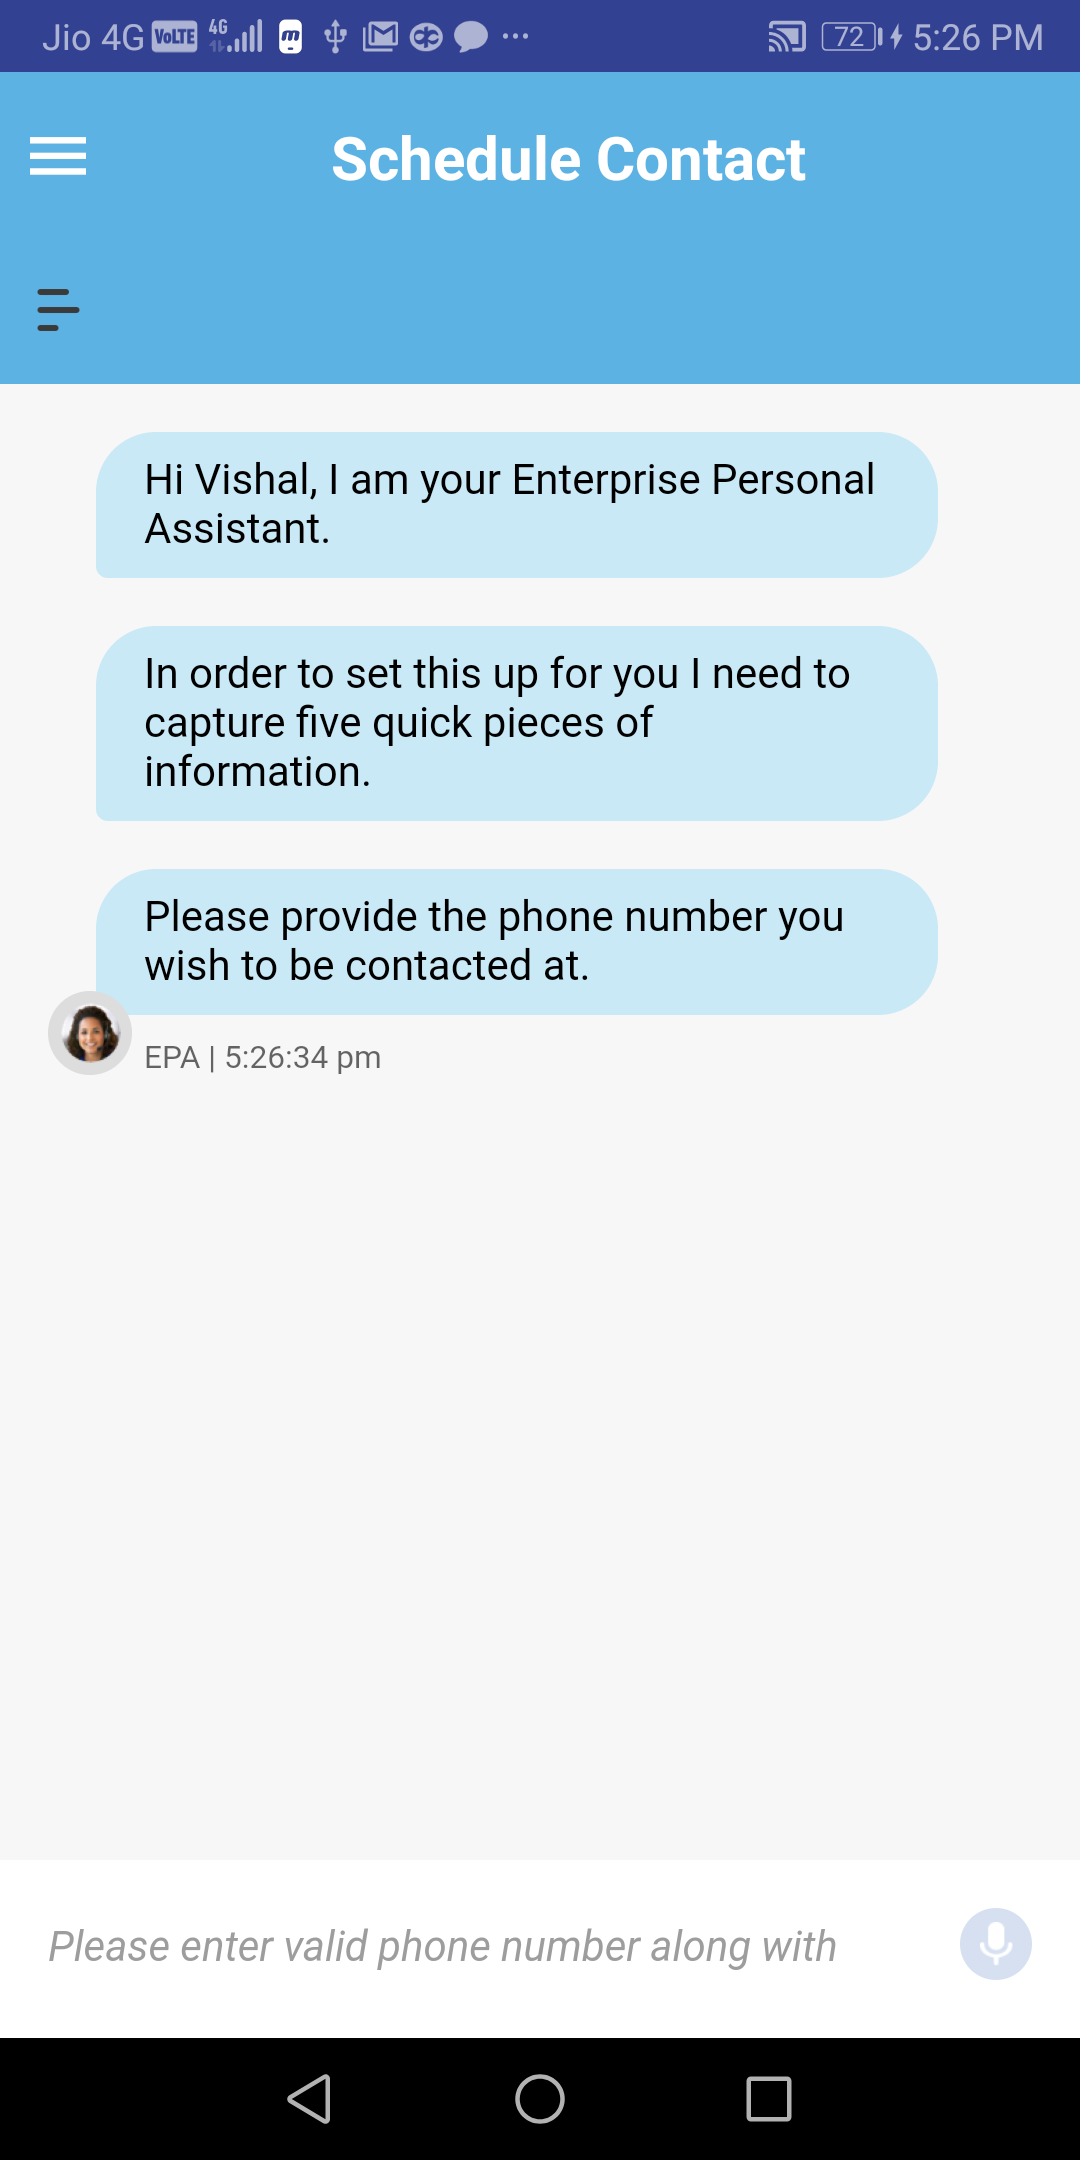 Jio 4G VoLTE 4G 72 5:26 PM
Schedule Contact
Hi Vishal, I am your Enterprise Personal
Assistant.
In order to set this up for you I need to
capture five quick pieces of
information.
Please provide the phone number you
wish to be contacted at.
EPA | 5:26:34 pm
Please enter valid phone number along with